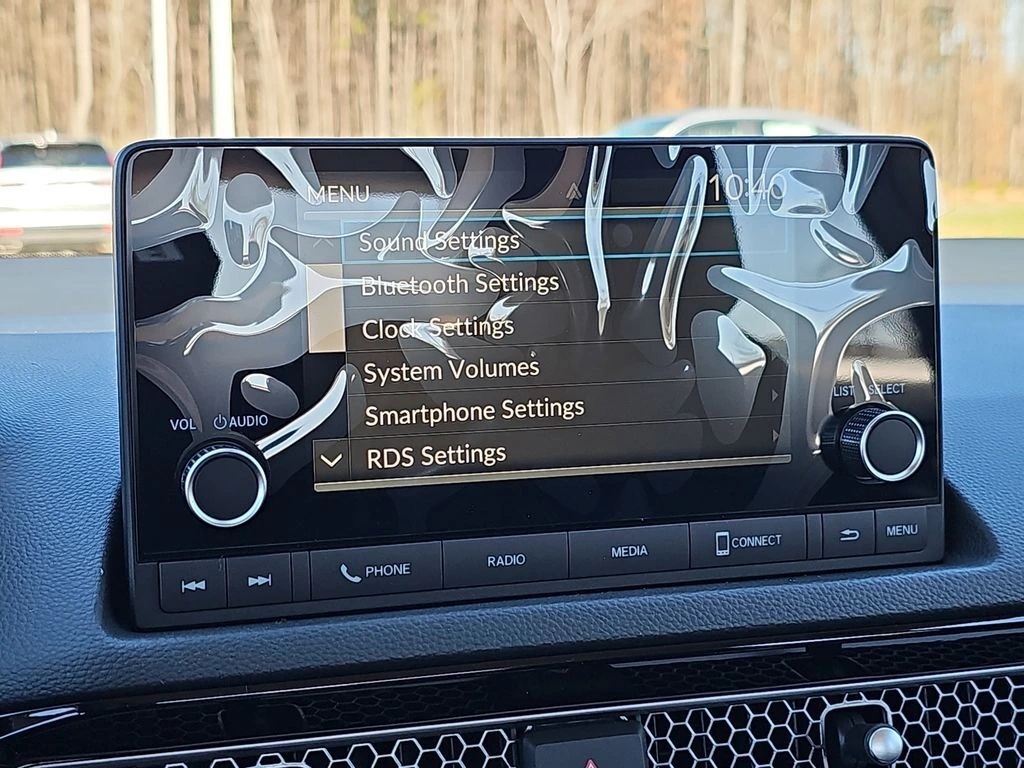 MENU 10:40
Sound Settings
Bluetooth Settings
Clock Settings
System Volumes
Smartphone Settings
RDS Settings
VOL AUDIO
LIST SELECT
PHONE RADIO MEDIA CONNECT MENU